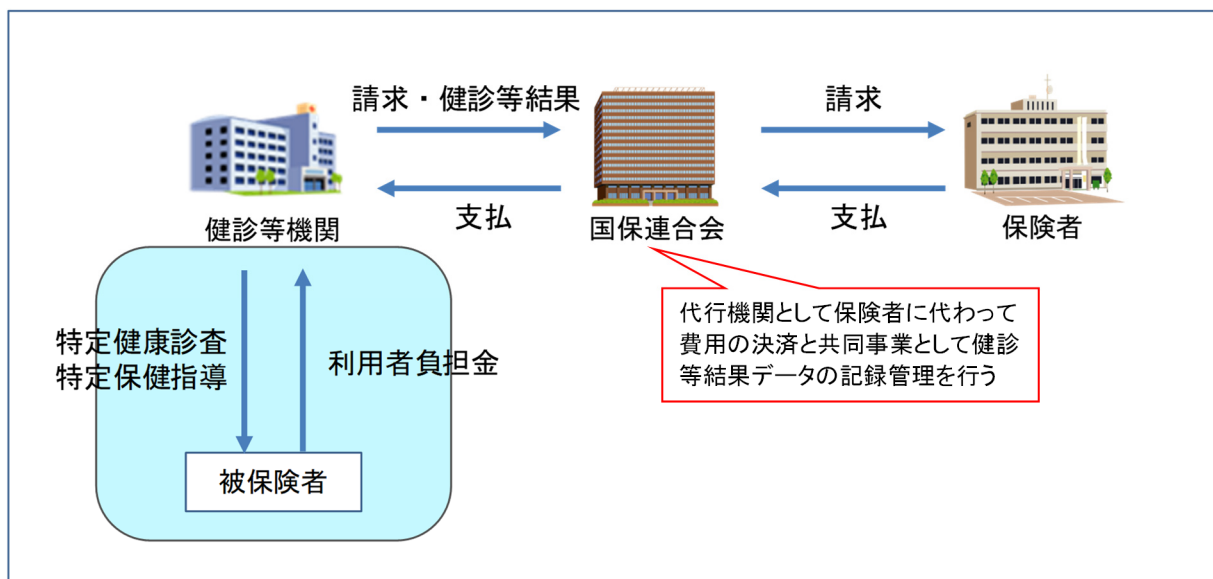 請求・健診等結果
請求
支払
支払
健診等機関
国保連合会
保険者
代行機関として保険者に代わって
費用の決済と共同事業として健診
等結果データの記録管理を行う
特定健康診査
特定保健指導
利用者負担金
被保険者